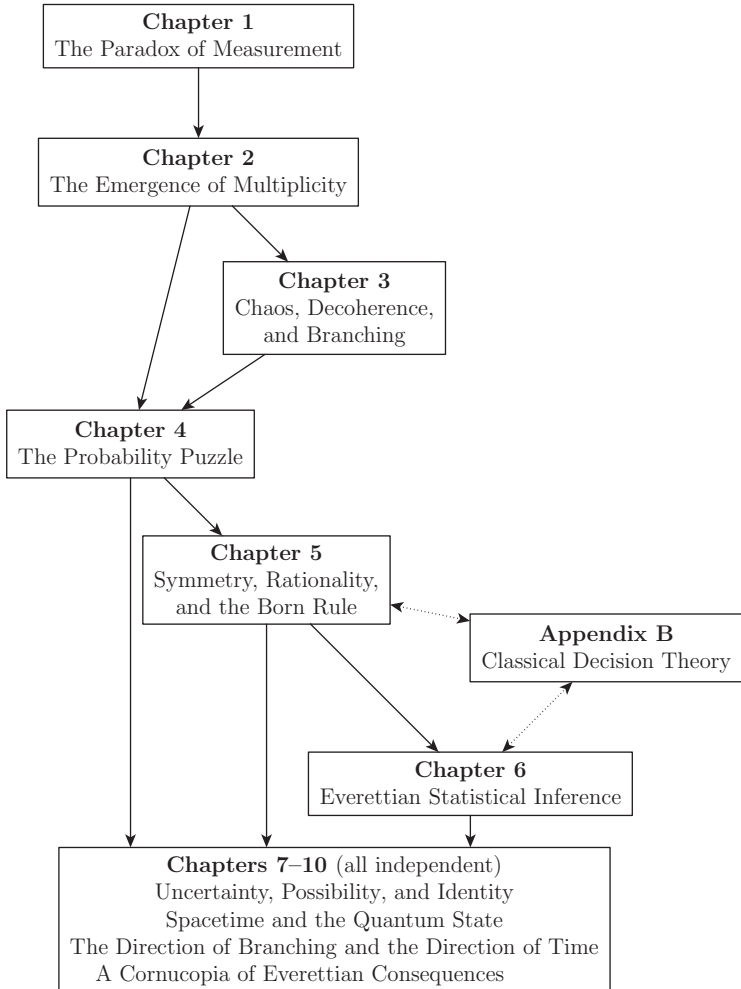 Chapter 1
The Paradox of Measurement
Chapter 2
The Emergence of Multiplicity
Chapter 3
Chaos, Decoherence,
and Branching
Chapter 4
The Probability Puzzle
Chapter 5
Symmetry, Rationality,
and the Born Rule
Appendix B
Classical Decision Theory
Chapter 6
Everettian Statistical Inference
Chapters 7–10 (all independent)
Uncertainty, Possibility, and Identity
Spacetime and the Quantum State
The Direction of Branching and the Direction of Time
A Cornucopia of Everettian Consequences